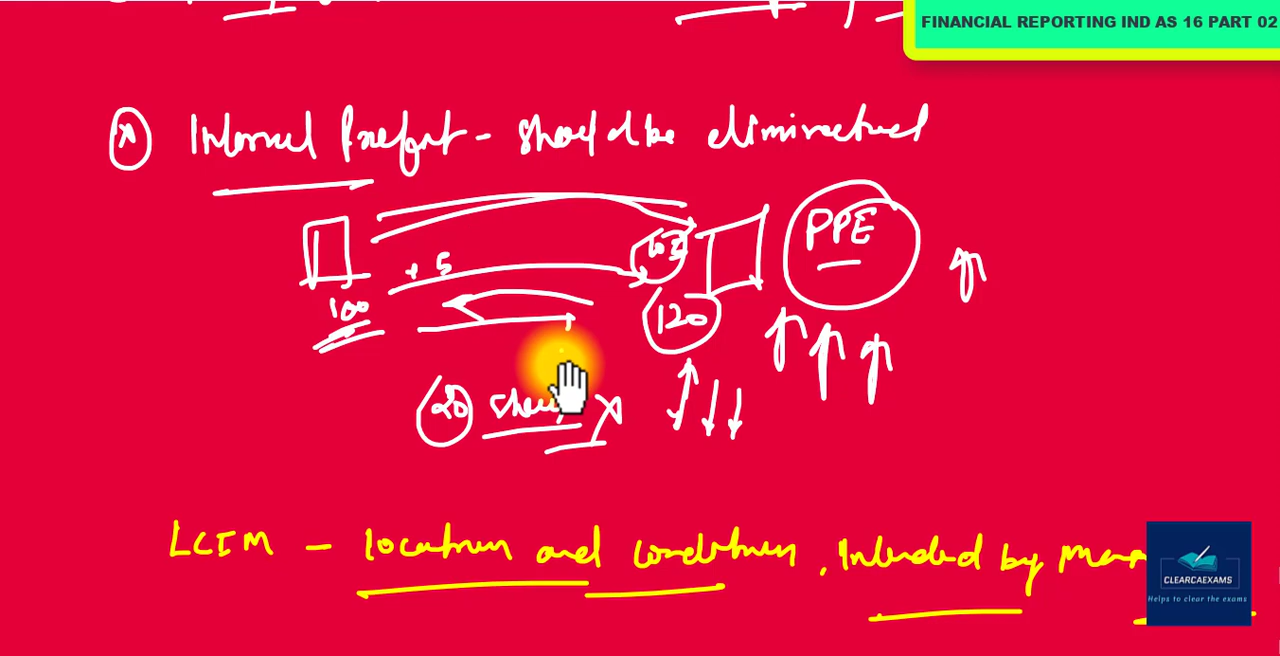 FINANCIAL REPORTING IND AS 16 PART 02
Internal Profit - should be eliminated
PPE
+ 5
100
120
20
LCIM - location and conditions, Intended by
CLEARCAEXAMS
Helps to clear the exams